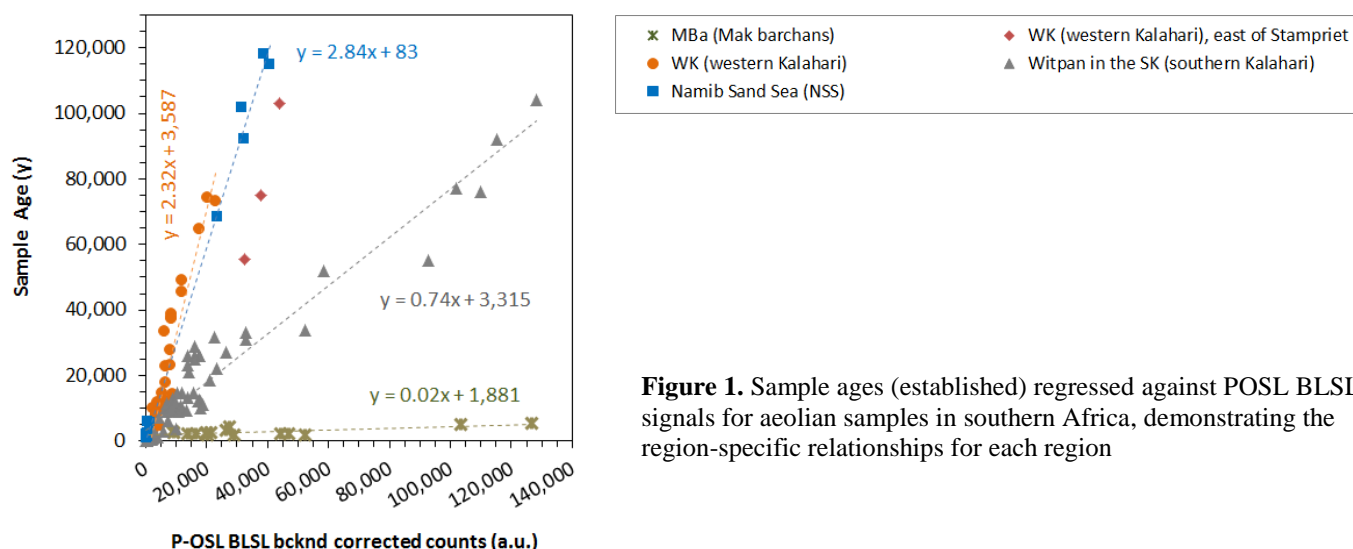 120,000
100,000
80,000
60,000
40,000
20,000
0
Sample Age (y)
y = 2.32x + 3,587
y = 2.84x + 83
y = 0.74x + 3,315
y = 0.02x + 1,881
0
20,000
40,000
60,000
80,000
100,000
120,000
140,000
P-OSL BLSL bcknd corrected counts (a.u.)
MBa (Mak barchans)
WK (western Kalahari), east of Stampriet
WK (western Kalahari)
Witpan in the SK (southern Kalahari)
Namib Sand Sea (NSS)
Figure 1. Sample ages (established) regressed against POSL BLSL
signals for aeolian samples in southern Africa, demonstrating the
region-specific relationships for each region